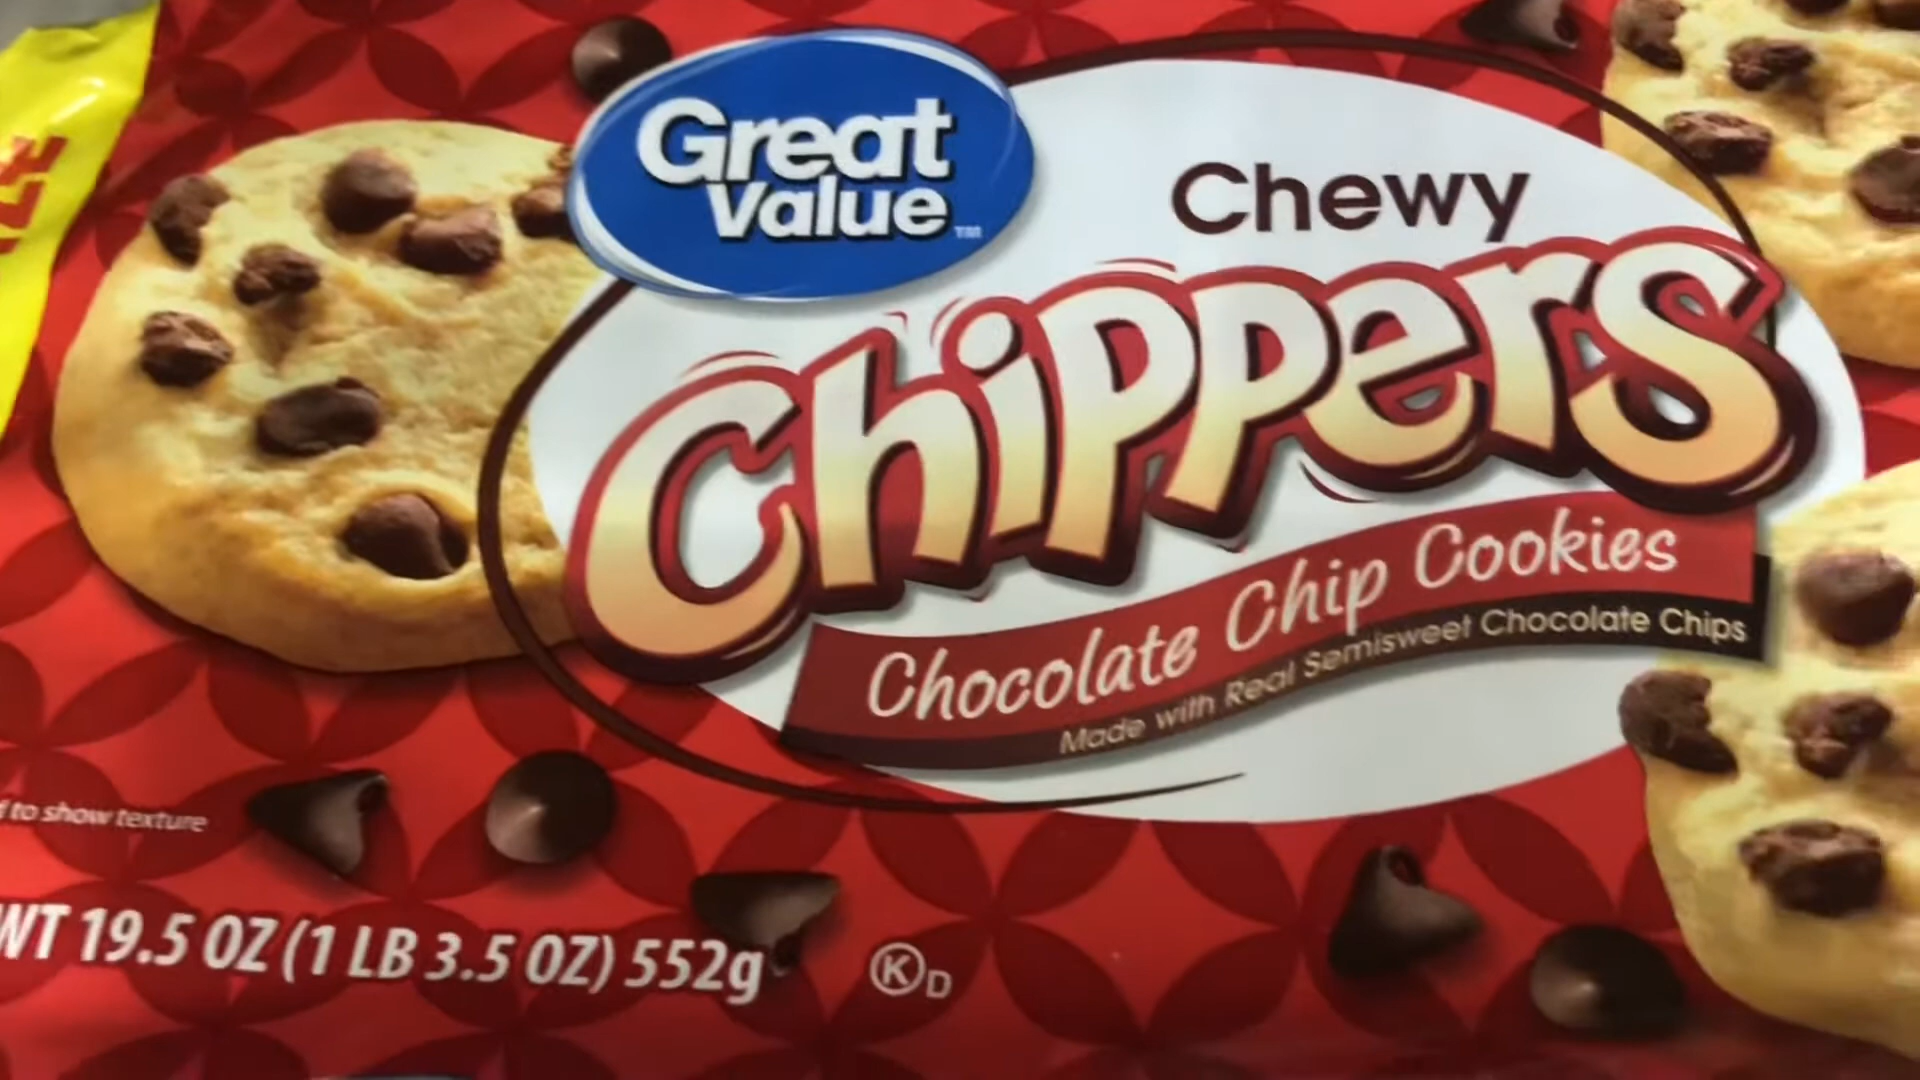 Great
Value™
Chewy
Chippers
Chocolate Chip Cookies
Made with Real Semisweet Chocolate Chips
to show texture
WT 19.5 OZ (1 LB 3.5 OZ) 552g
K D